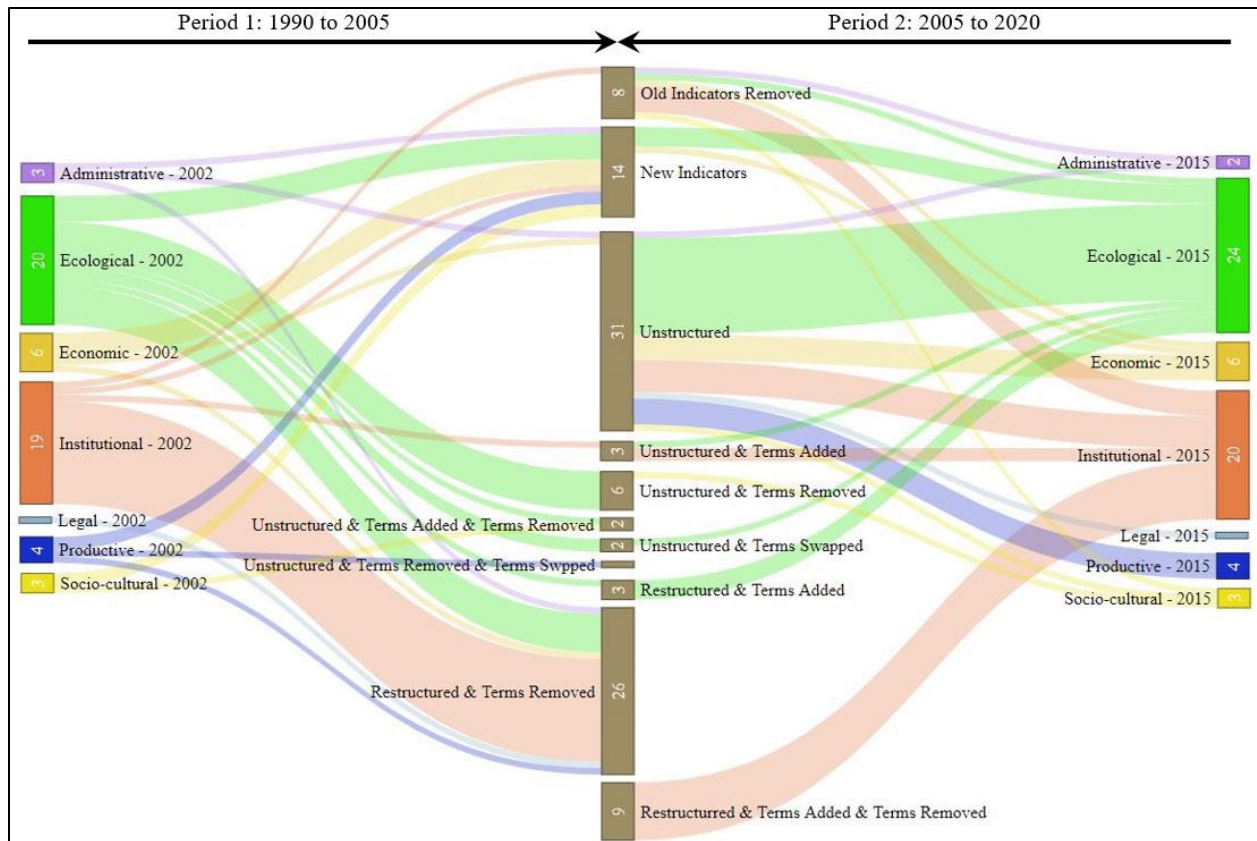 Period 1: 1990 to 2005
Period 2: 2005 to 2020
3
Administrative - 2002
20
Ecological - 2002
6
Economic - 2002
19
Institutional - 2002
Legal - 2002
4
Productive - 2002
3
Socio-cultural - 2002
8
Old Indicators Removed
14
New Indicators
31
Unstructured
3
Unstructured & Terms Added
6
Unstructured & Terms Removed
Unstructured & Terms Added & Terms Removed
2
2
Unstructured & Terms Swapped
Unstructured & Terms Removed & Terms Swpped
3
Restructured & Terms Added
Restructured & Terms Removed
26
9
Restructurred & Terms Added & Terms Removed
Administrative - 2015
2
Ecological - 2015
24
Economic - 2015
6
Institutional - 2015
20
Legal - 2015
Productive - 2015
4
Socio-cultural - 2015
3